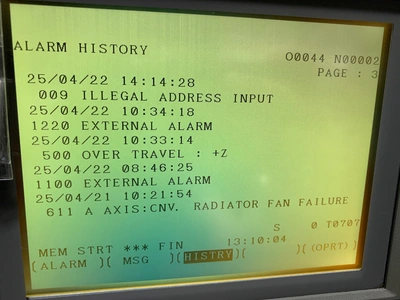 ALARM HISTORY
O0044 N00002
PAGE : 3
25/04/22 14:14:28
009 ILLEGAL ADDRESS INPUT
25/04/22 10:34:18
1220 EXTERNAL ALARM
25/04/22 10:33:14
500 OVER TRAVEL : +Z
25/04/22 08:46:25
1100 EXTERNAL ALARM
25/04/21 10:21:54
611 A AXIS:CNV. RADIATOR FAN FAILURE
S 0 T0707
MEM STRT *** FIN 13:10:04
(ALARM )( MSG )(HISTRY)( )((OPRT))